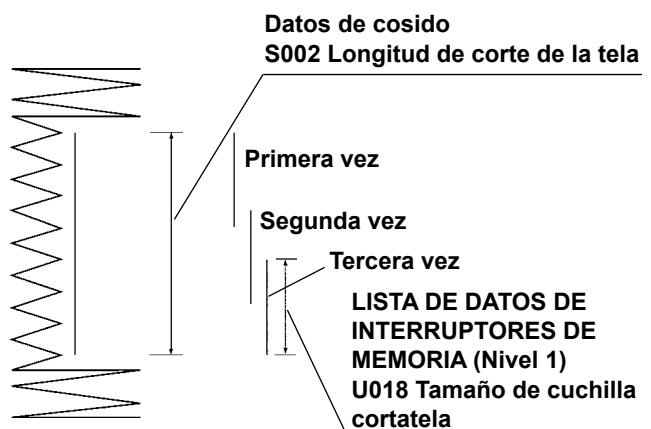 Datos de cosido
S002 Longitud de corte de la tela
Primera vez
Segunda vez
Tercera vez
LISTA DE DATOS DE
INTERRUPTORES DE
MEMORIA (Nivel 1)
U018 Tamaño de cuchilla
cortatela